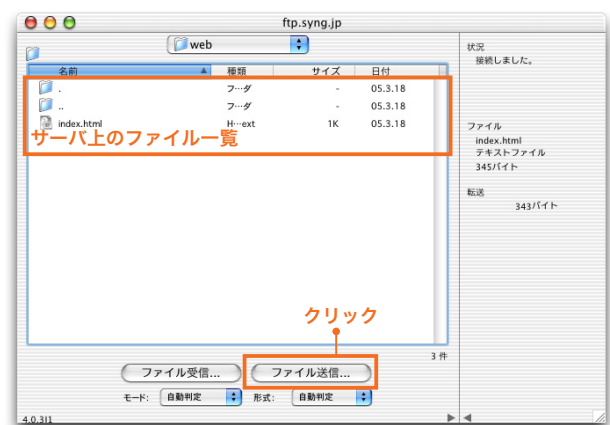 ftp.syng.jp
web
名前 種類 サイズ 日付
. フ…ダ - 05.3.18
.. フ…ダ - 05.3.18
index.html H…ext 1K 05.3.18
サーバ上のファイル一覧
クリック
3 件
ファイル受信... ファイル送信...
モード: 自動判定 形式: 自動判定
4.0.3J1
状況
接続しました。
ファイル
index.html
テキストファイル
345バイト
転送
343バイト